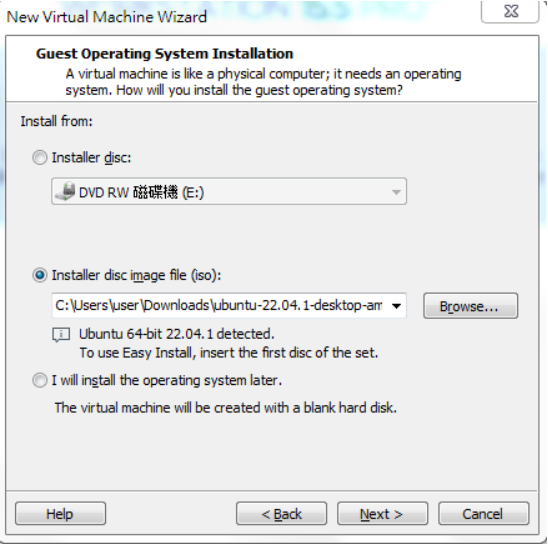 New Virtual Machine Wizard
Guest Operating System Installation
A virtual machine is like a physical computer; it needs an operating
system. How will you install the guest operating system?
Install from:
Installer disc:
DVD RW 磁碟機 (E:)
Installer disc image file (iso):
C:\Users\user\Downloads\ubuntu-22.04.1-desktop-am
Browse...
Ubuntu 64-bit 22.04.1 detected.
To use Easy Install, insert the first disc of the set.
I will install the operating system later.
The virtual machine will be created with a blank hard disk.
Help
< Back
Next >
Cancel